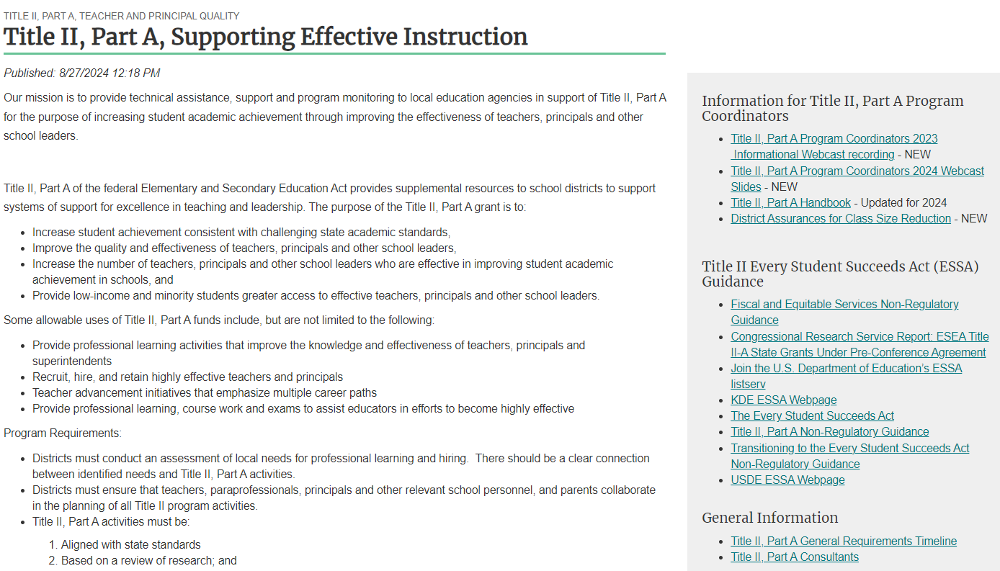 TITLE II, PART A, TEACHER AND PRINCIPAL QUALITY
Title II, Part A, Supporting Effective Instruction
Published: 8/27/2024 12:18 PM
Our mission is to provide technical assistance, support and program monitoring to local education agencies in support of Title II, Part A
for the purpose of increasing student academic achievement through improving the effectiveness of teachers, principals and other
school leaders.
Title II, Part A of the federal Elementary and Secondary Education Act provides supplemental resources to school districts to support
systems of support for excellence in teaching and leadership. The purpose of the Title II, Part A grant is to:
• Increase student achievement consistent with challenging state academic standards,
• Improve the quality and effectiveness of teachers, principals and other school leaders,
• Increase the number of teachers, principals and other school leaders who are effective in improving student academic
achievement in schools, and
• Provide low-income and minority students greater access to effective teachers, principals and other school leaders.
Some allowable uses of Title II, Part A funds include, but are not limited to the following:
• Provide professional learning activities that improve the knowledge and effectiveness of teachers, principals and
superintendents
• Recruit, hire, and retain highly effective teachers and principals
• Teacher advancement initiatives that emphasize multiple career paths
• Provide professional learning, course work and exams to assist educators in efforts to become highly effective
Program Requirements:
• Districts must conduct an assessment of local needs for professional learning and hiring.  There should be a clear connection
between identified needs and Title II, Part A activities.
• Districts must ensure that teachers, paraprofessionals, principals and other relevant school personnel, and parents collaborate
in the planning of all Title II program activities.
• Title II, Part A activities must be:
1. Aligned with state standards
2. Based on a review of research; and
Information for Title II, Part A Program
Coordinators
• Title II, Part A Program Coordinators 2023
Informational Webcast recording - NEW
• Title II, Part A Program Coordinators 2024 Webcast
Slides - NEW
• Title II, Part A Handbook - Updated for 2024
• District Assurances for Class Size Reduction - NEW
Title II Every Student Succeeds Act (ESSA)
Guidance
• Fiscal and Equitable Services Non-Regulatory
Guidance
• Congressional Research Service Report: ESEA Title
II-A State Grants Under Pre-Conference Agreement
• Join the U.S. Department of Education's ESSA
listserv
• KDE ESSA Webpage
• The Every Student Succeeds Act
• Title II, Part A Non-Regulatory Guidance
• Transitioning to the Every Student Succeeds Act
Non-Regulatory Guidance
• USDE ESSA Webpage
General Information
• Title II, Part A General Requirements Timeline
• Title II, Part A Consultants